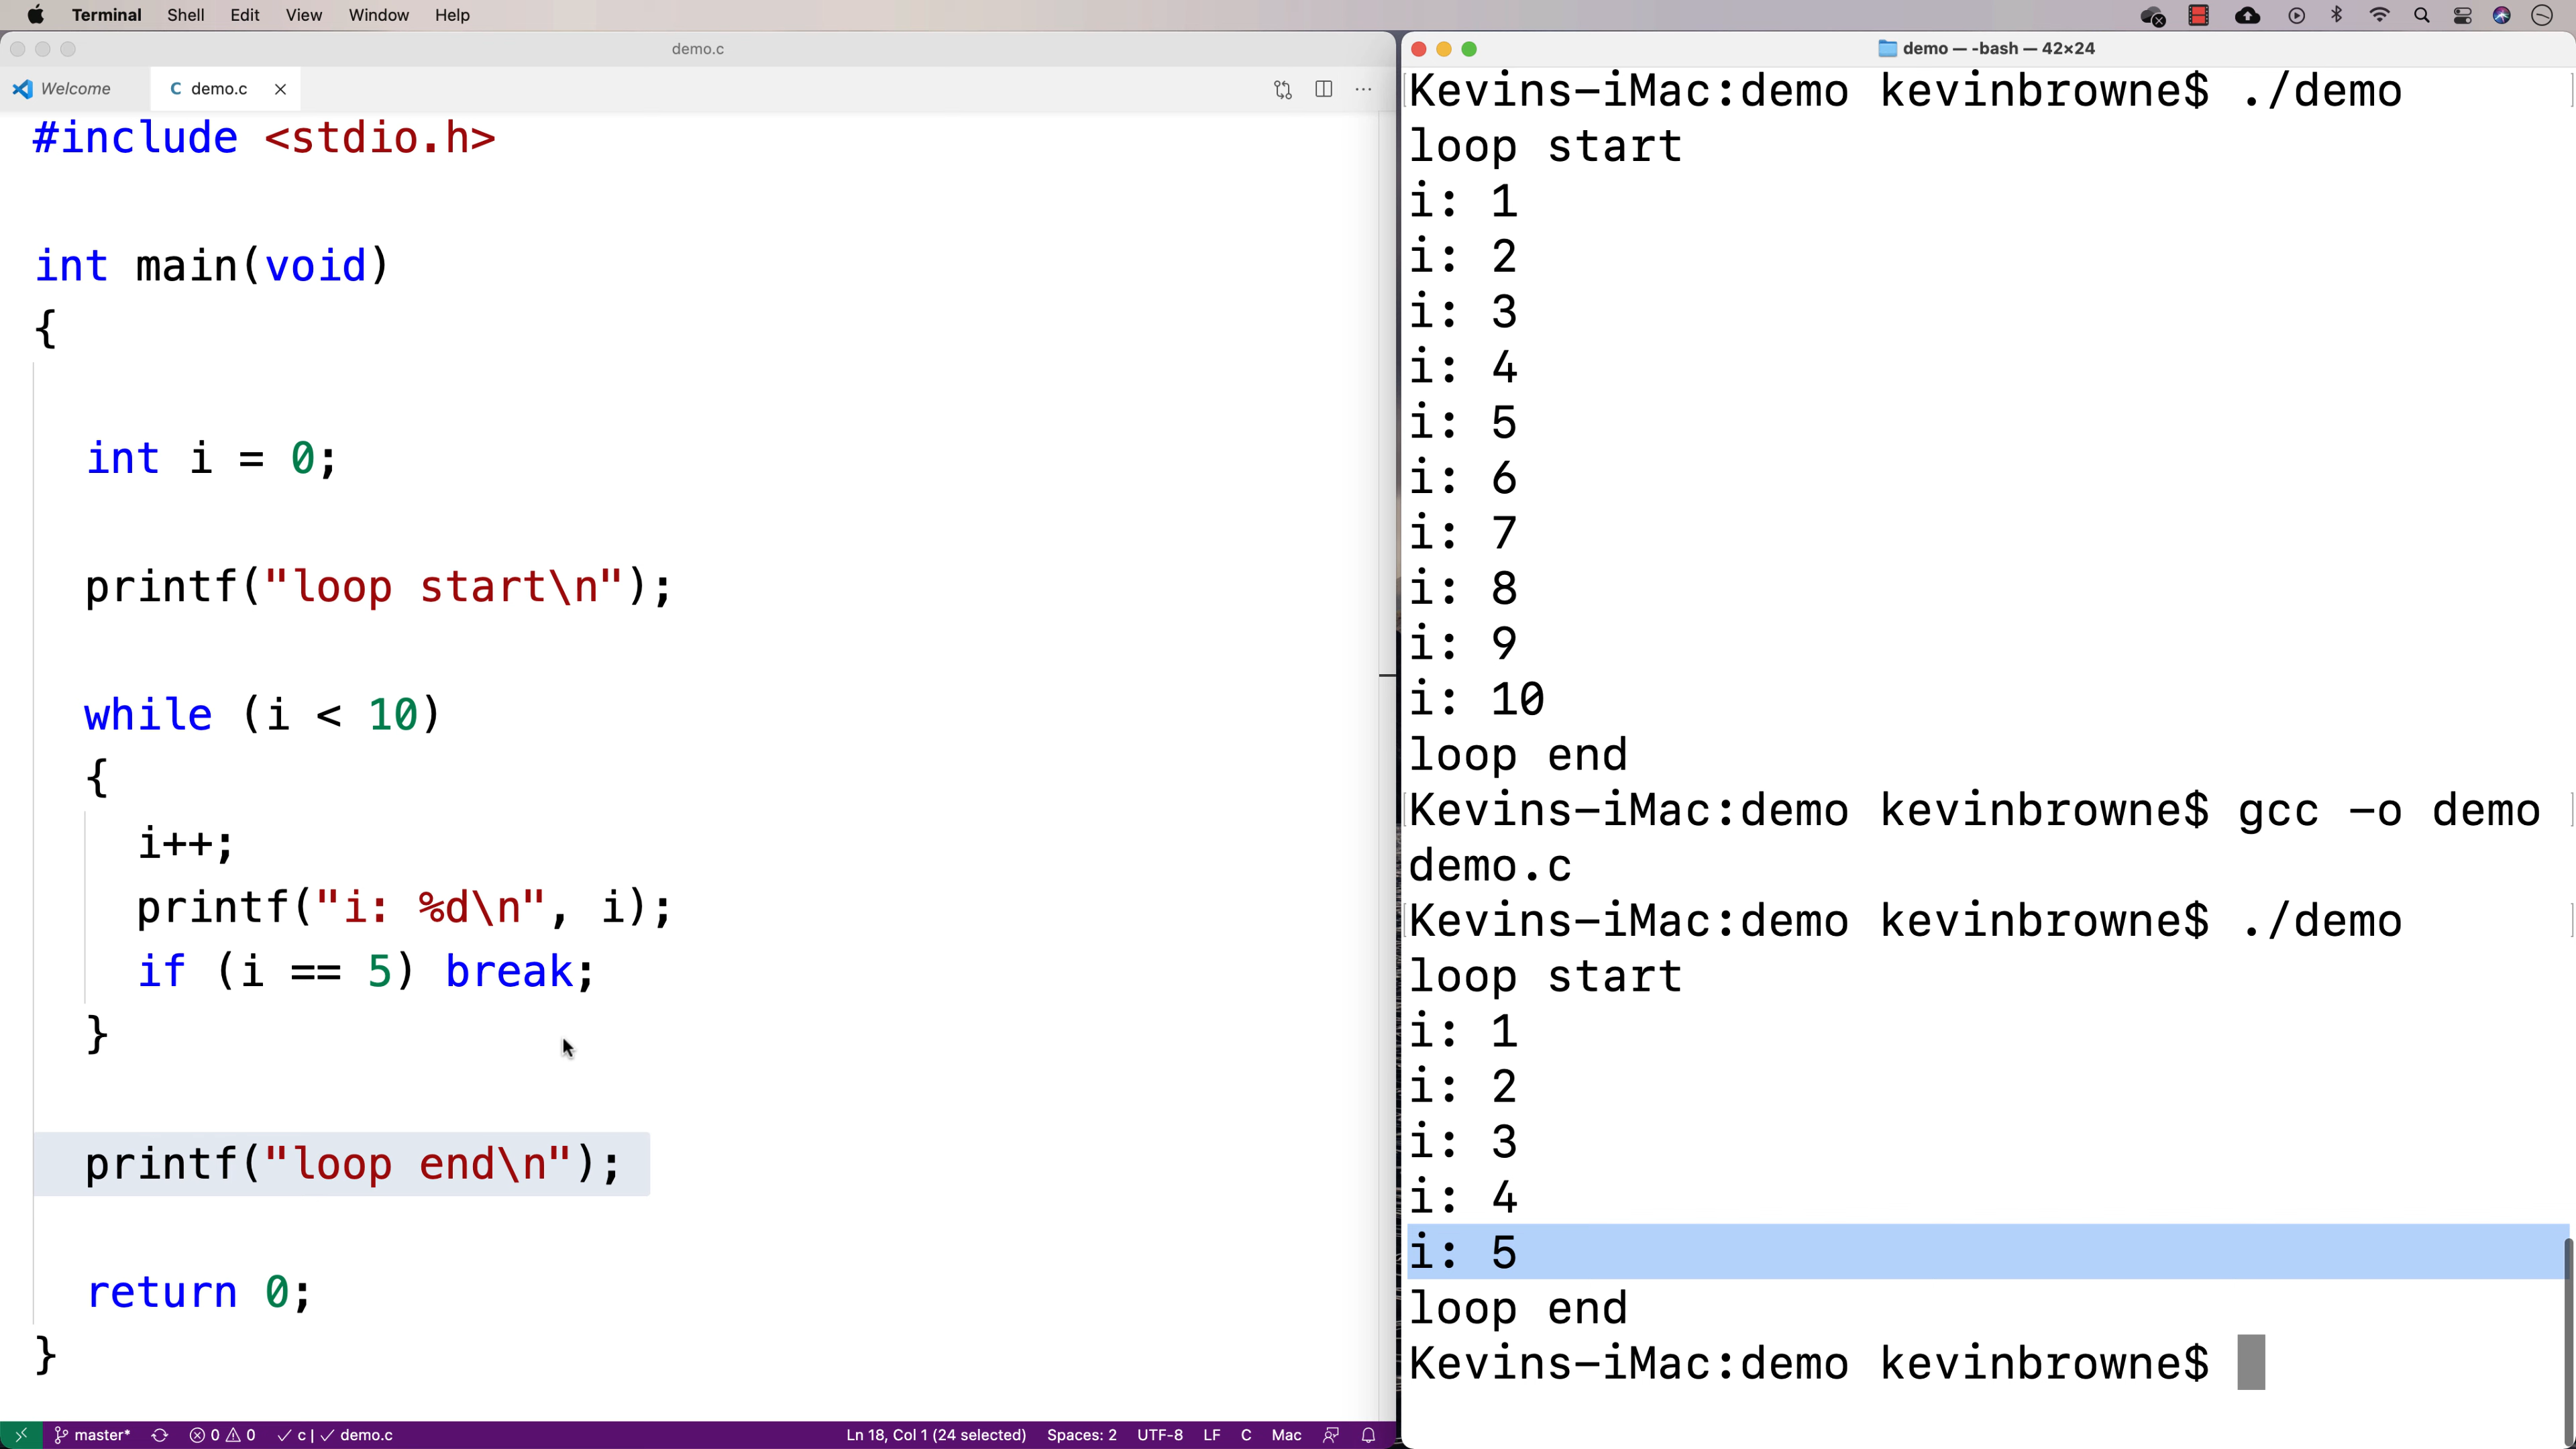 Terminal Shell Edit View Window Help
demo.c
Welcome
C demo.c
#include <stdio.h>
int main(void)
{
int i = 0;
printf("loop start\n");
while (i < 10)
{
i++;
printf("i: %d\n", i);
if (i == 5) break;
}
printf("loop end\n");
return 0;
}
master* 0 0 c | demo.c Ln 18, Col 1 (24 selected) Spaces: 2 UTF-8 LF C Mac
demo — -bash — 42×24
Kevins-iMac:demo kevinbrowne$ ./demo
loop start
i: 1
i: 2
i: 3
i: 4
i: 5
i: 6
i: 7
i: 8
i: 9
i: 10
loop end
Kevins-iMac:demo kevinbrowne$ gcc -o demo
demo.c
Kevins-iMac:demo kevinbrowne$ ./demo
loop start
i: 1
i: 2
i: 3
i: 4
i: 5
loop end
Kevins-iMac:demo kevinbrowne$